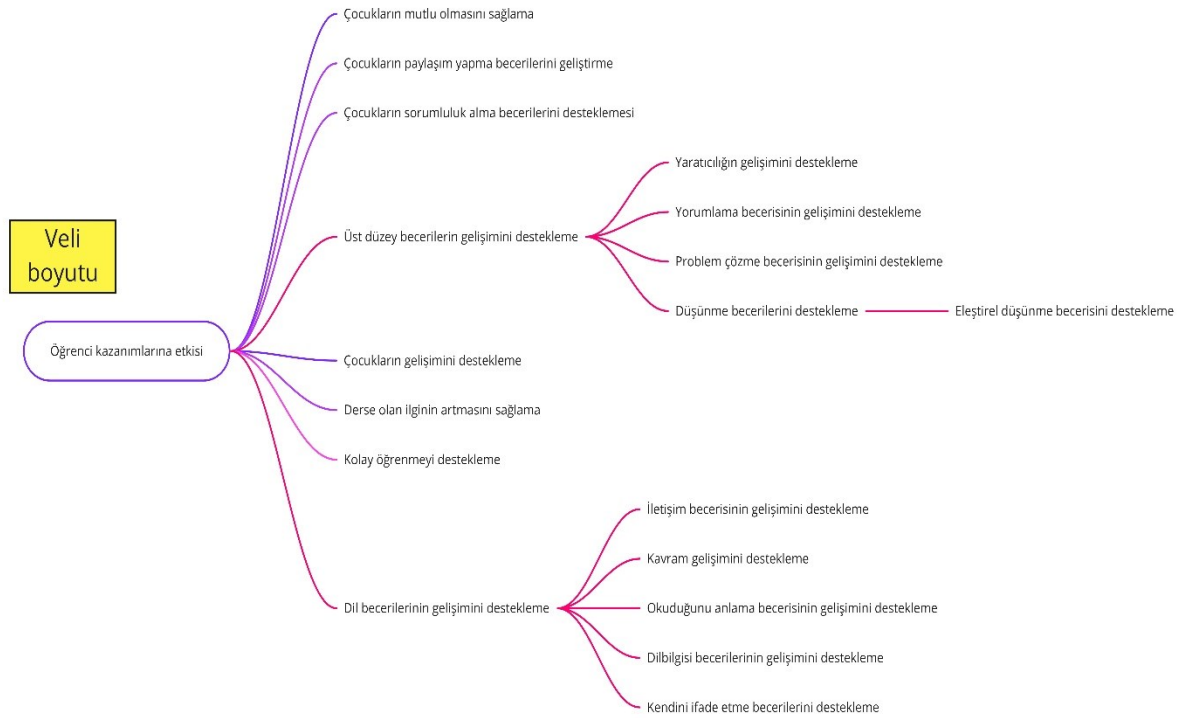 Çocukların mutlu olmasını sağlama
Çocukların paylaşım yapma becerilerini geliştirme
Çocukların sorumluluk alma becerilerini desteklemesi
Yaratıcılığın gelişimini destekleme
Veli
boyutu
Yorumlama becerisinin gelişimini destekleme
Üst düzey becerilerin gelişimini destekleme
Problem çözme becerisinin gelişimini destekleme
Düşünme becerilerini destekleme
Eleştirel düşünme becerisini destekleme
Öğrenci kazanımlarına etkisi
Çocukların gelişimini destekleme
Derse olan ilginin artmasını sağlama
Kolay öğrenmeyi destekleme
İletişim becerisinin gelişimini destekleme
Kavram gelişimini destekleme
Dil becerilerinin gelişimini destekleme
Okuduğunu anlama becerisinin gelişimini destekleme
Dilbilgisi becerilerinin gelişimini destekleme
Kendini ifade etme becerilerini destekleme